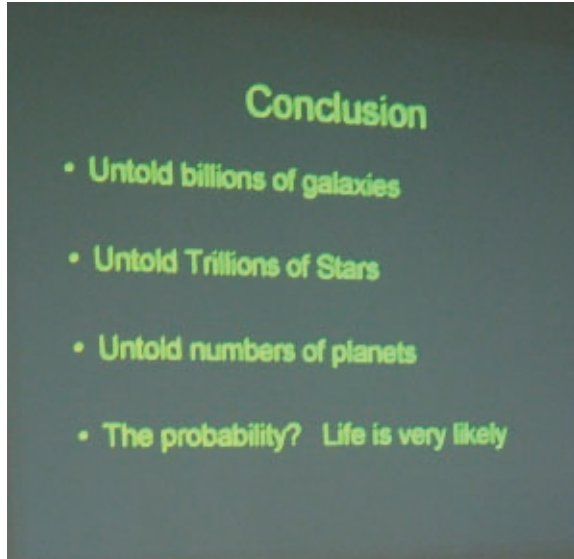 Conclusion
• Untold billions of galaxies
• Untold Trillions of Stars
• Untold numbers of planets
• The probability? Life is very likely